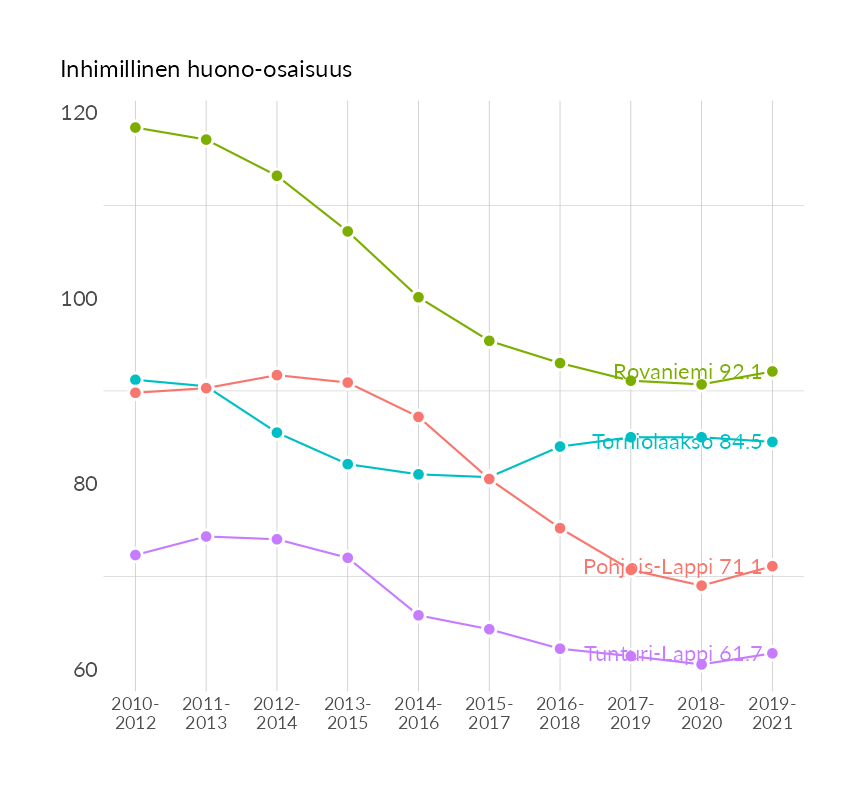 Inhimillinen huono-osaisuus
120
100
80
60
Rovaniemi 92.1
Torniolaakso 84.5
Pohjois-Lappi 71.1
Tunturi-Lappi 61.7
2010- 2011- 2012- 2013- 2014- 2015- 2016- 2017- 2018- 2019-
2012 2013 2014 2015 2016 2017 2018 2019 2020 2021